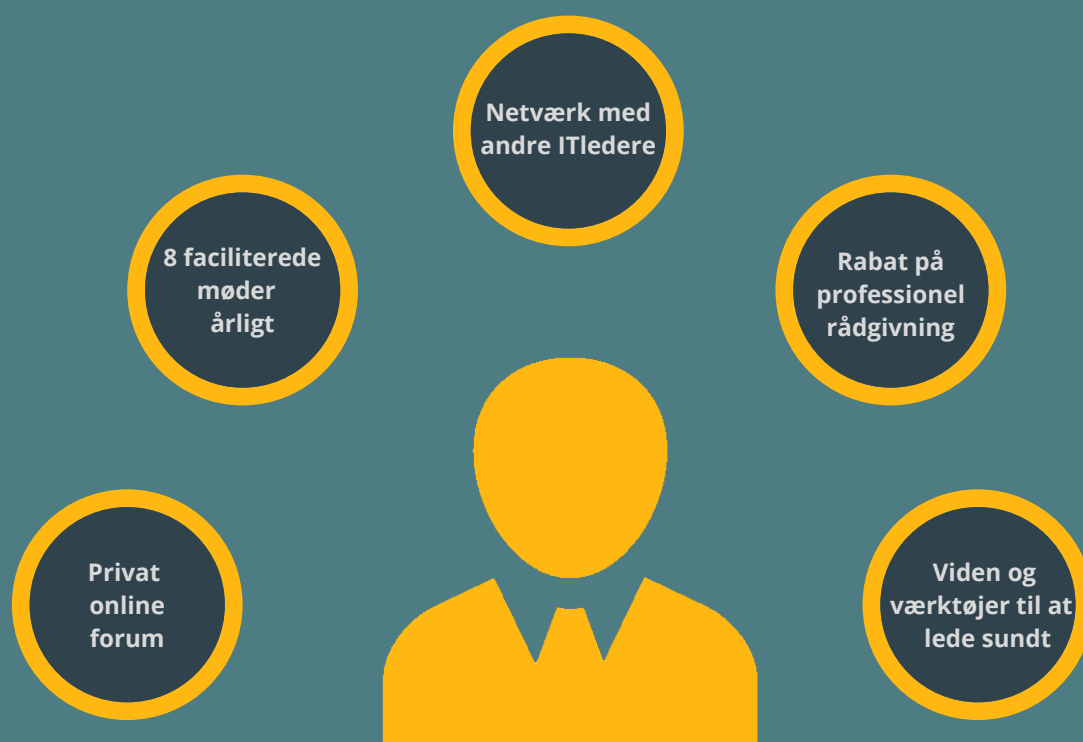 Netværk med
andre ITledere
8 faciliterede
møder
årligt
Rabat på
professionel
rådgivning
Privat
online
forum
Viden og
værktøjer til at
lede sundt